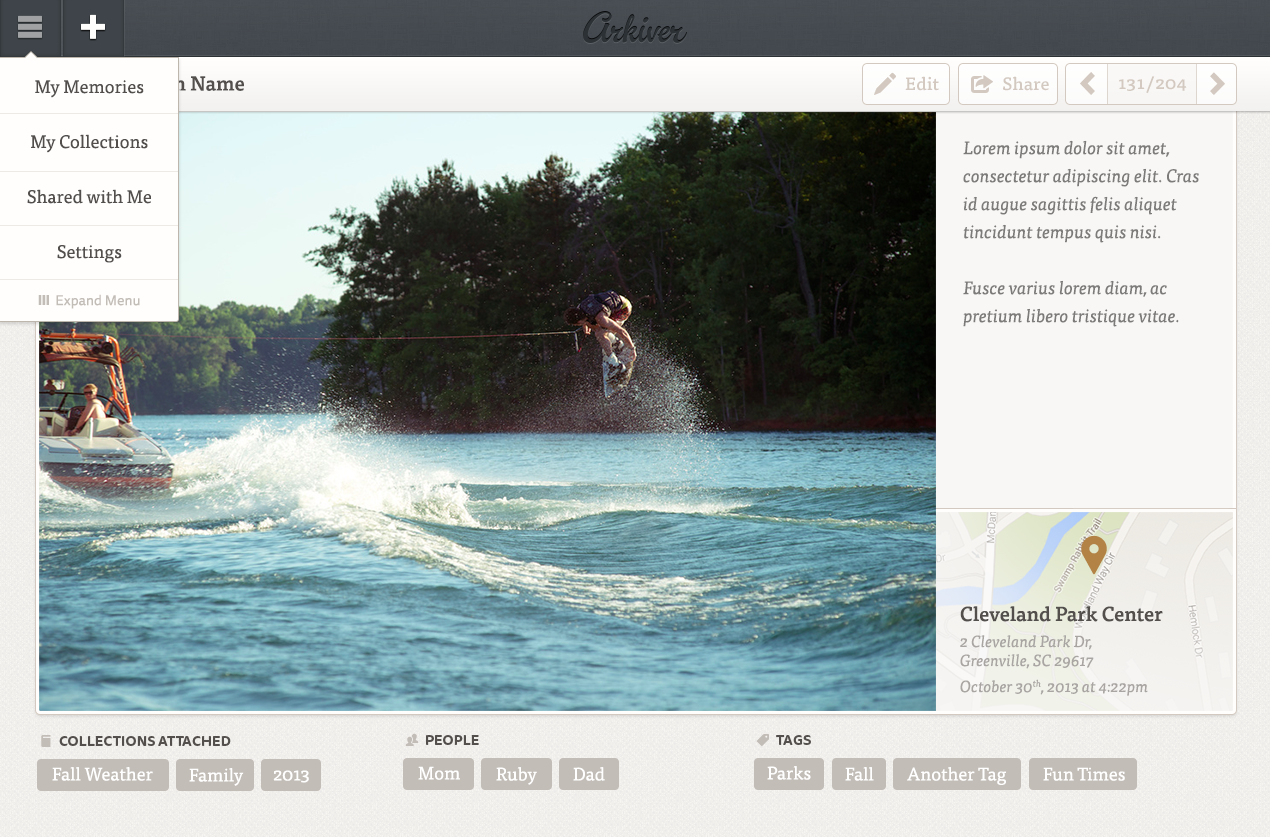 Arkiver
My Memories
My Collections
Shared with Me
Settings
Expand Menu
Name
Edit
Share
131/204
Lorem ipsum dolor sit amet,
consectetur adipiscing elit. Cras
id augue sagittis felis aliquet
tincidunt tempus quis nisi.
Fusce varius lorem diam, ac
pretium libero tristique vitae.
McDan
Dr
Swamp Rabbit Trail
Way Cir
Hemlock Dr
Cleveland Park Center
2 Cleveland Park Dr,
Greenville, SC 29617
October 30th, 2013 at 4:22pm
COLLECTIONS ATTACHED
Fall Weather
Family
2013
PEOPLE
Mom
Ruby
Dad
TAGS
Parks
Fall
Another Tag
Fun Times